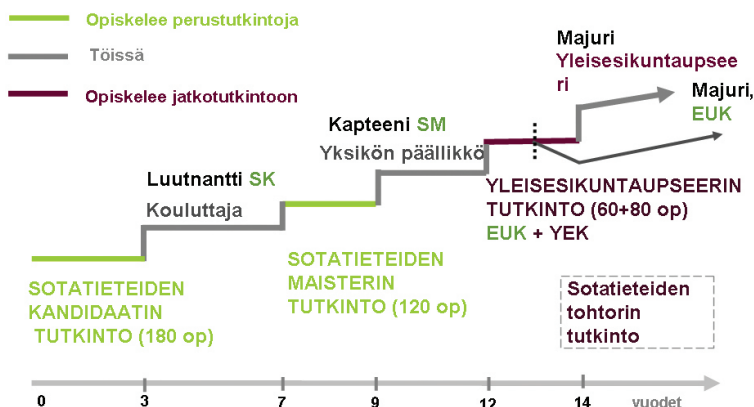 Opiskelee perustutkintoja
Töissä
Opiskelee jatkotutkintoon
Majuri
Yleisesikuntaupsee
ri
Majuri,
EUK
Kapteeni SM
Yksikön päällikkö
Luutnantti SK
Kouluttaja
YLEISESIKUNTAUPSEERIN
TUTKINTO (60+80 op)
EUK + YEK
SOTATIETEIDEN
MAISTERIN
TUTKINTO (120 op)
SOTATIETEIDEN
KANDIDAATIN
TUTKINTO (180 op)
Sotatieteiden
tohtorin
tutkinto
0 3 7 9 12 14 vuodet